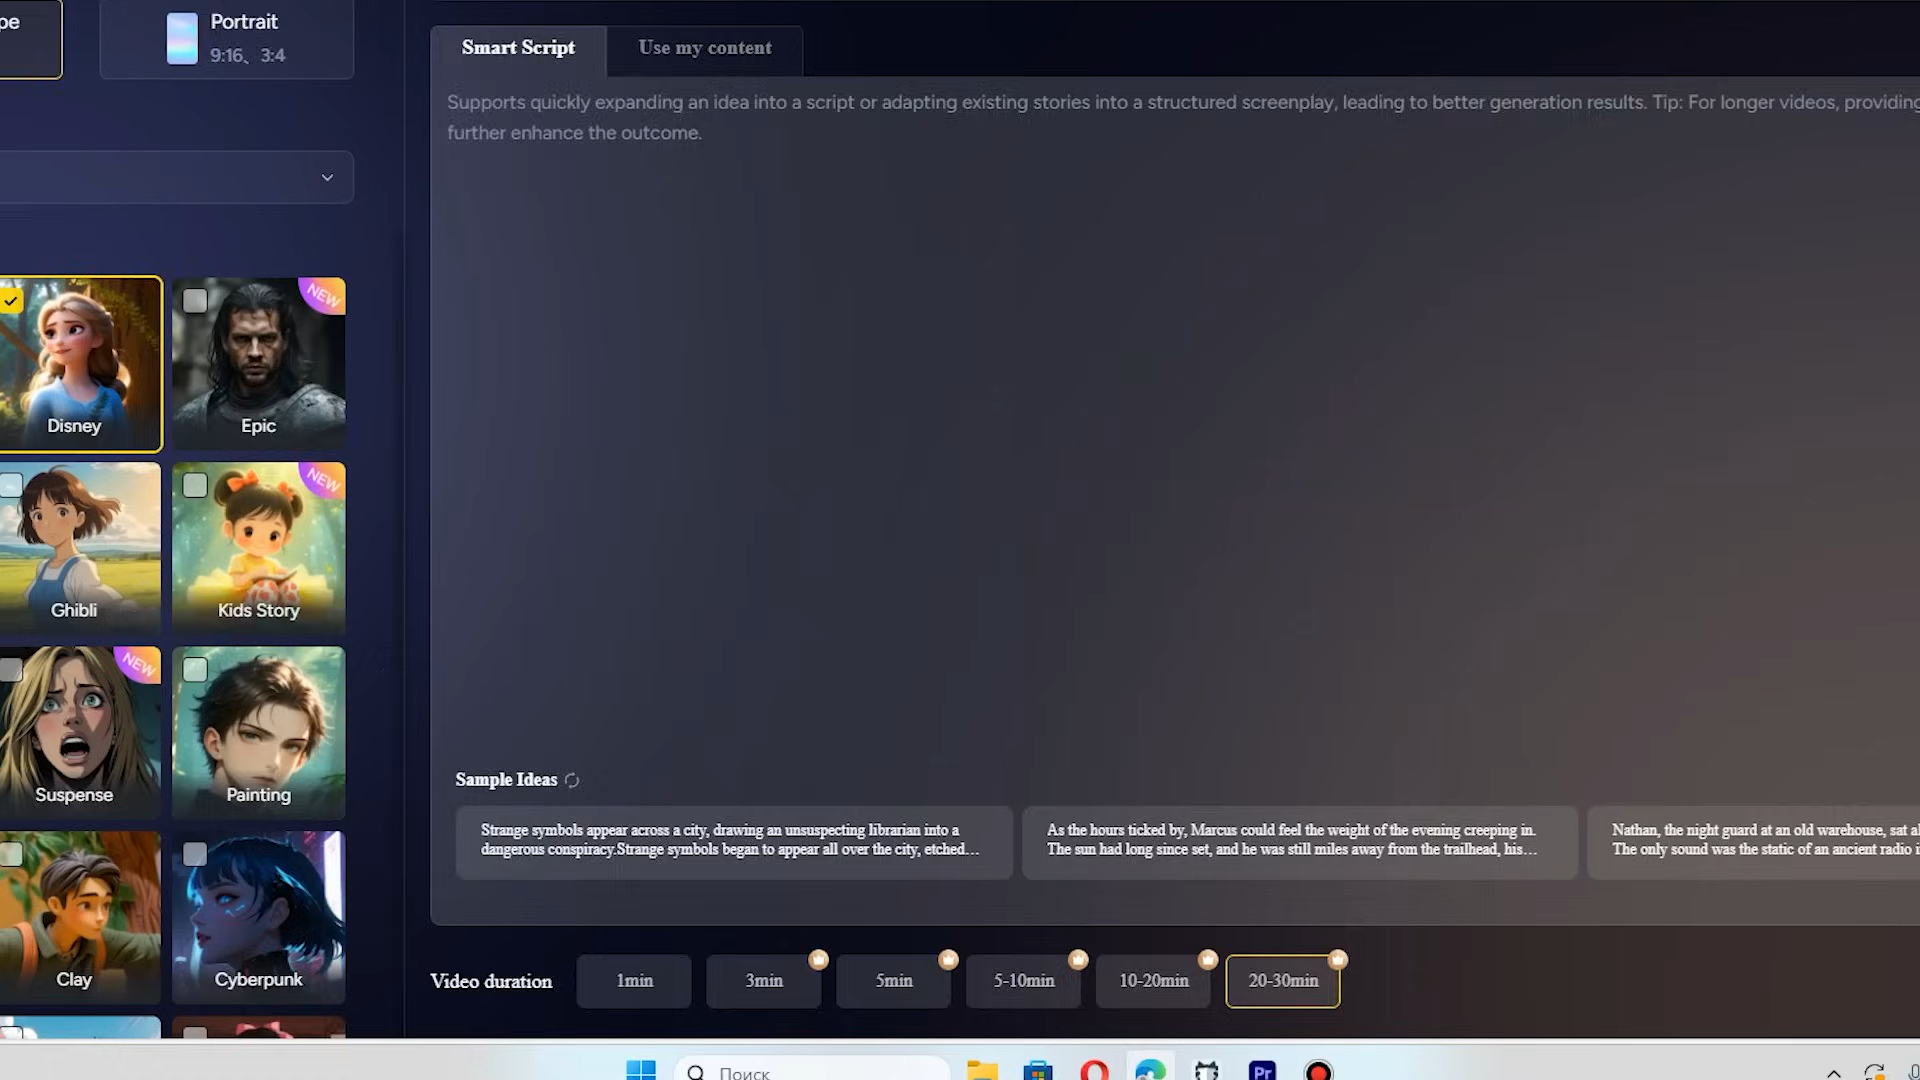 pe
Portrait
9:16、3:4
Smart Script
Use my content
Supports quickly expanding an idea into a script or adapting existing stories into a structured screenplay, leading to better generation results. Tip: For longer videos, providing
further enhance the outcome.
NEW
Disney
Epic
NEW
Ghibli
Kids Story
NEW
Suspense
Painting
Clay
Cyberpunk
Sample Ideas
Strange symbols appear across a city, drawing an unsuspecting librarian into a
dangerous conspiracy.Strange symbols began to appear all over the city, etched...
As the hours ticked by, Marcus could feel the weight of the evening creeping in.
The sun had long since set, and he was still miles away from the trailhead, his...
Nathan, the night guard at an old warehouse, sat
The only sound was the static of an ancient radio
Video duration
1min
3min
5min
5-10min
10-20min
20-30min
Поиск
Pr